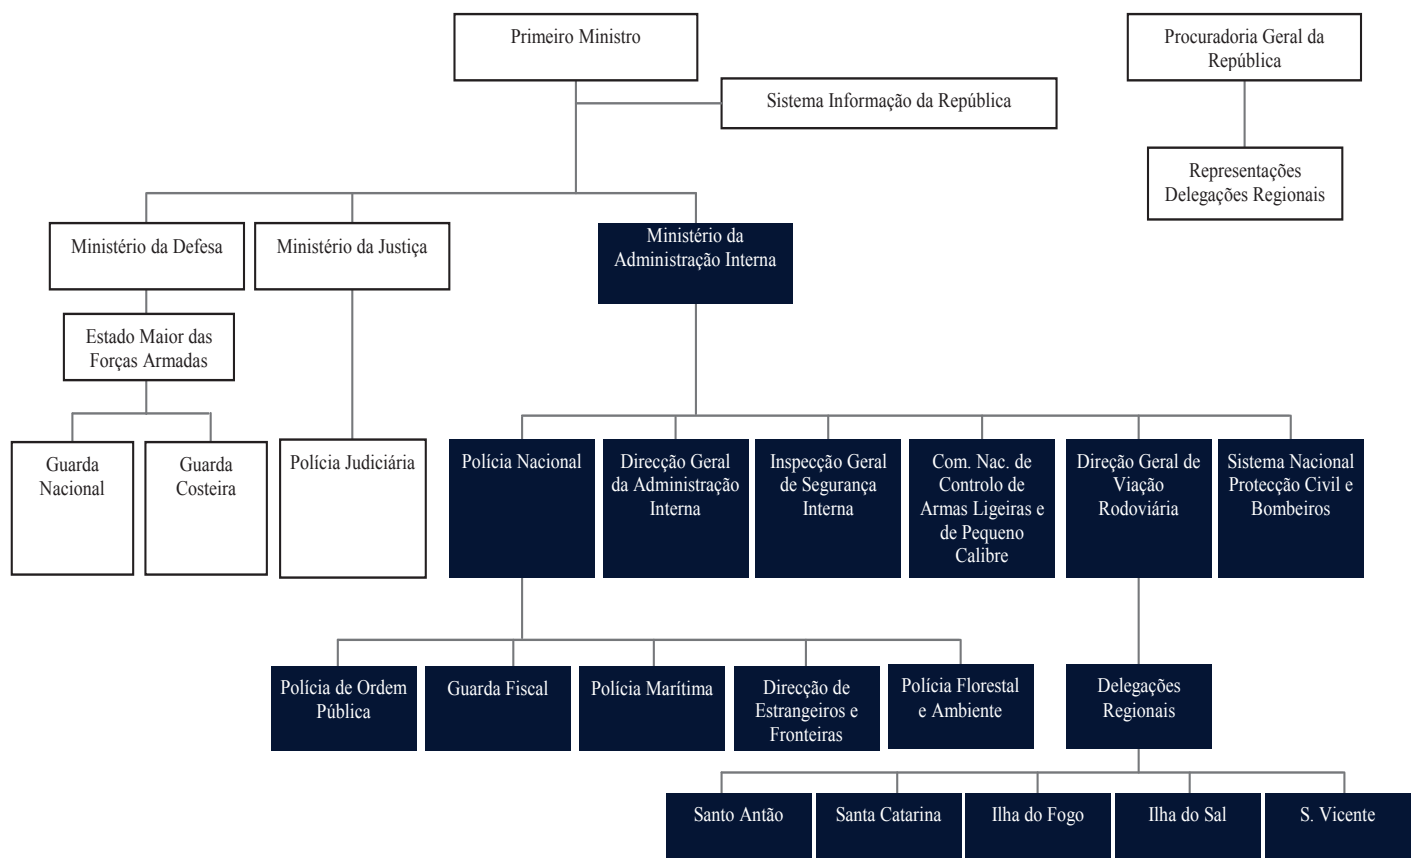 Primeiro Ministro
Procuradoria Geral da
República
Sistema Informação da República
Representações
Delegações Regionais
Ministério da Defesa
Ministério da Justiça
Ministério da
Administração Interna
Estado Maior das
Forças Armadas
Guarda
Nacional
Guarda
Costeira
Polícia Judiciária
Polícia Nacional
Direcção Geral
da Administração
Interna
Inspecção Geral
de Segurança
Interna
Com. Nac. de
Controlo de
Armas Ligeiras e
de Pequeno
Calibre
Direção Geral de
Viação
Rodoviária
Sistema Nacional
Protecção Civil e
Bombeiros
Polícia de Ordem
Pública
Guarda Fiscal
Polícia Marítima
Direcção de
Estrangeiros e
Fronteiras
Polícia Florestal
e Ambiente
Delegações
Regionais
Santo Antão
Santa Catarina
Ilha do Fogo
Ilha do Sal
S. Vicente